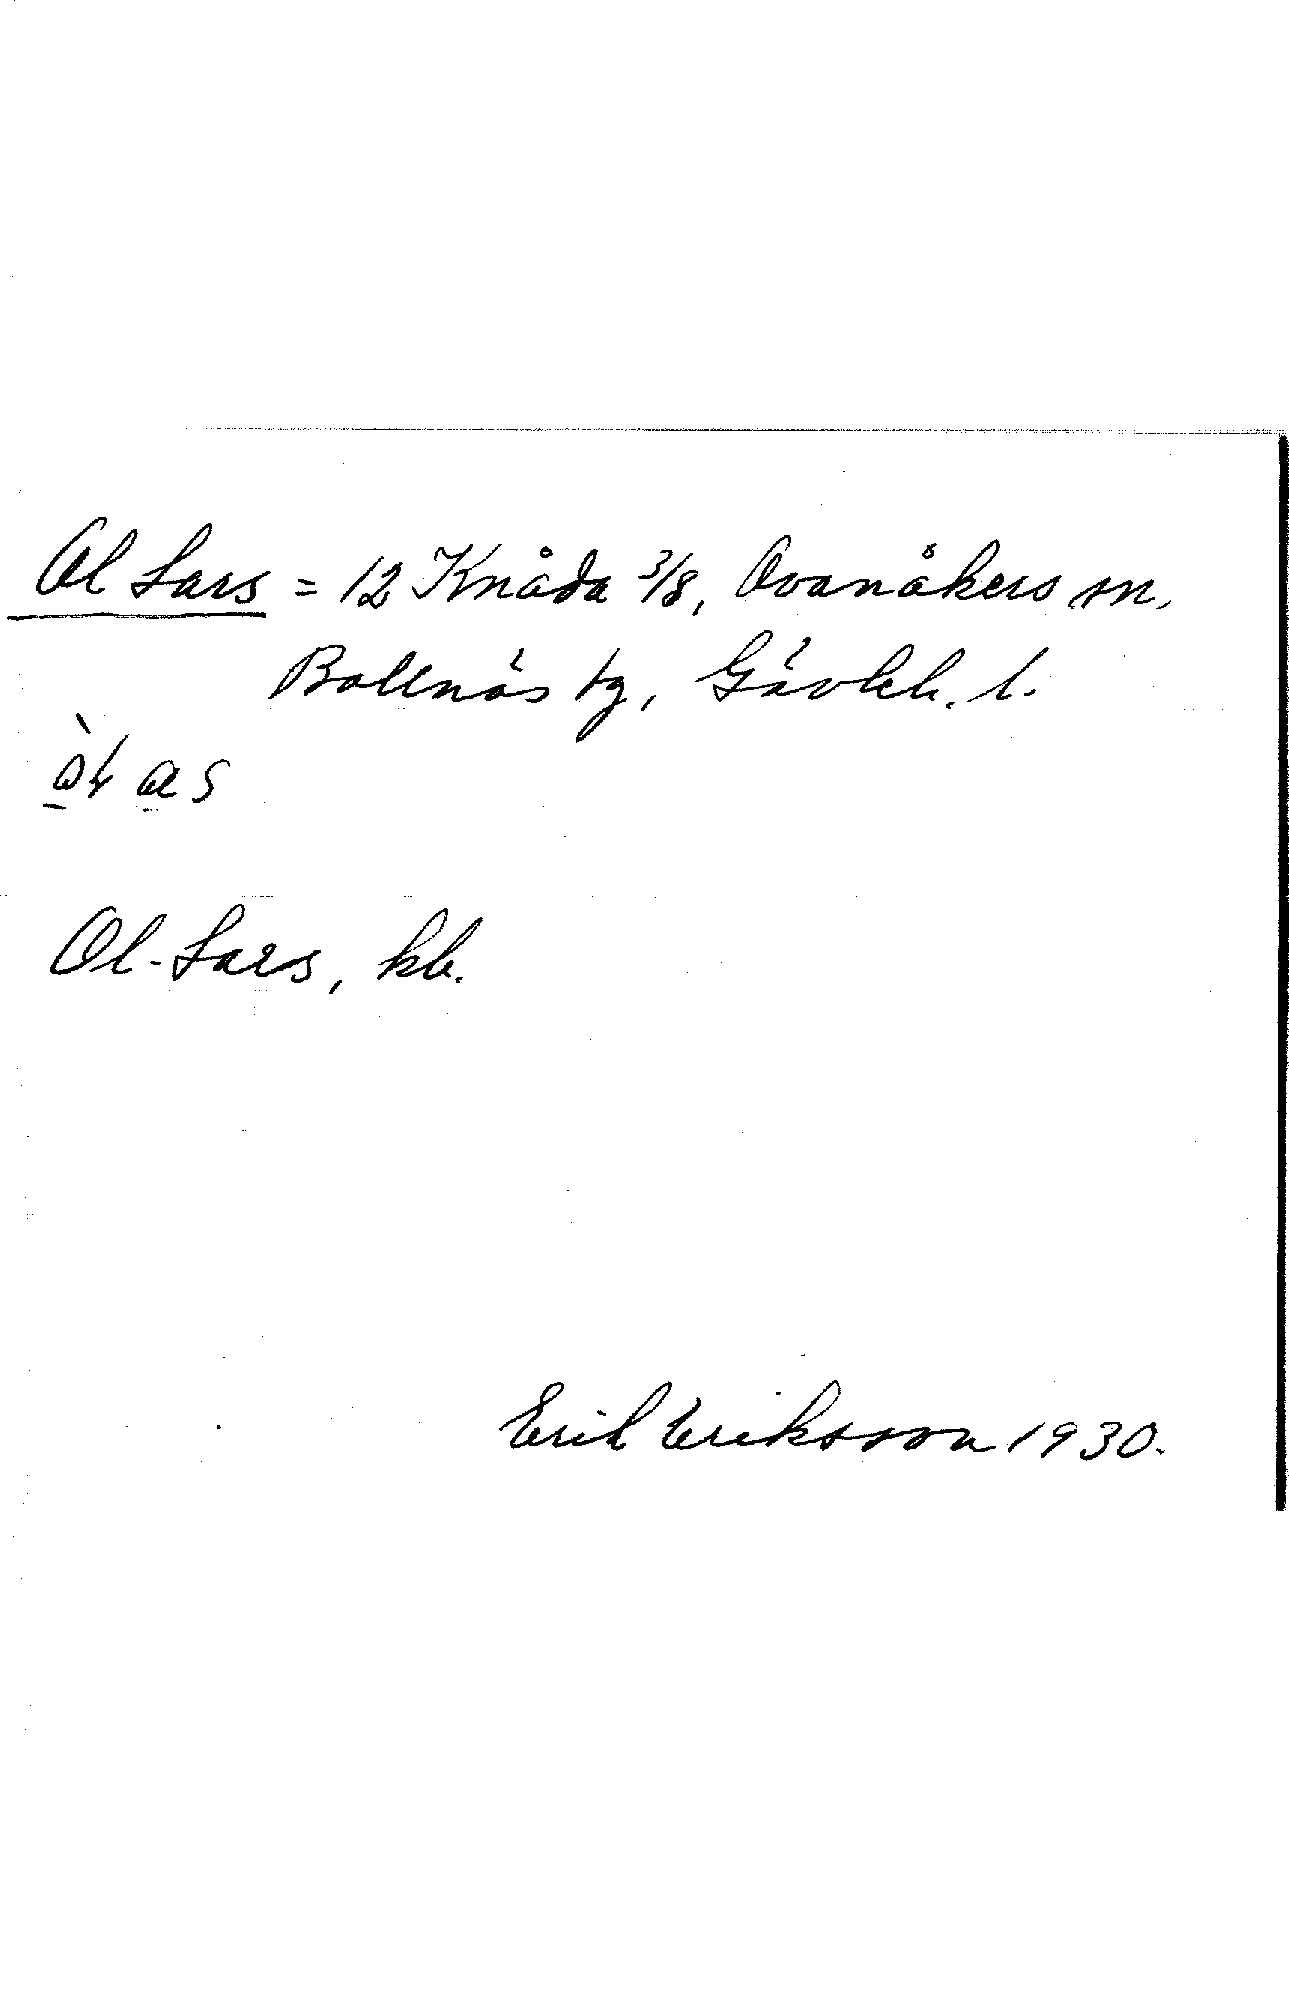 Ol Lars = 12 Knåda 3/8, Ovanåkers sn,
Bollnäs tg, Gävleb. l.
Ol-Lars, kb.
Erik Eriksson 1930.